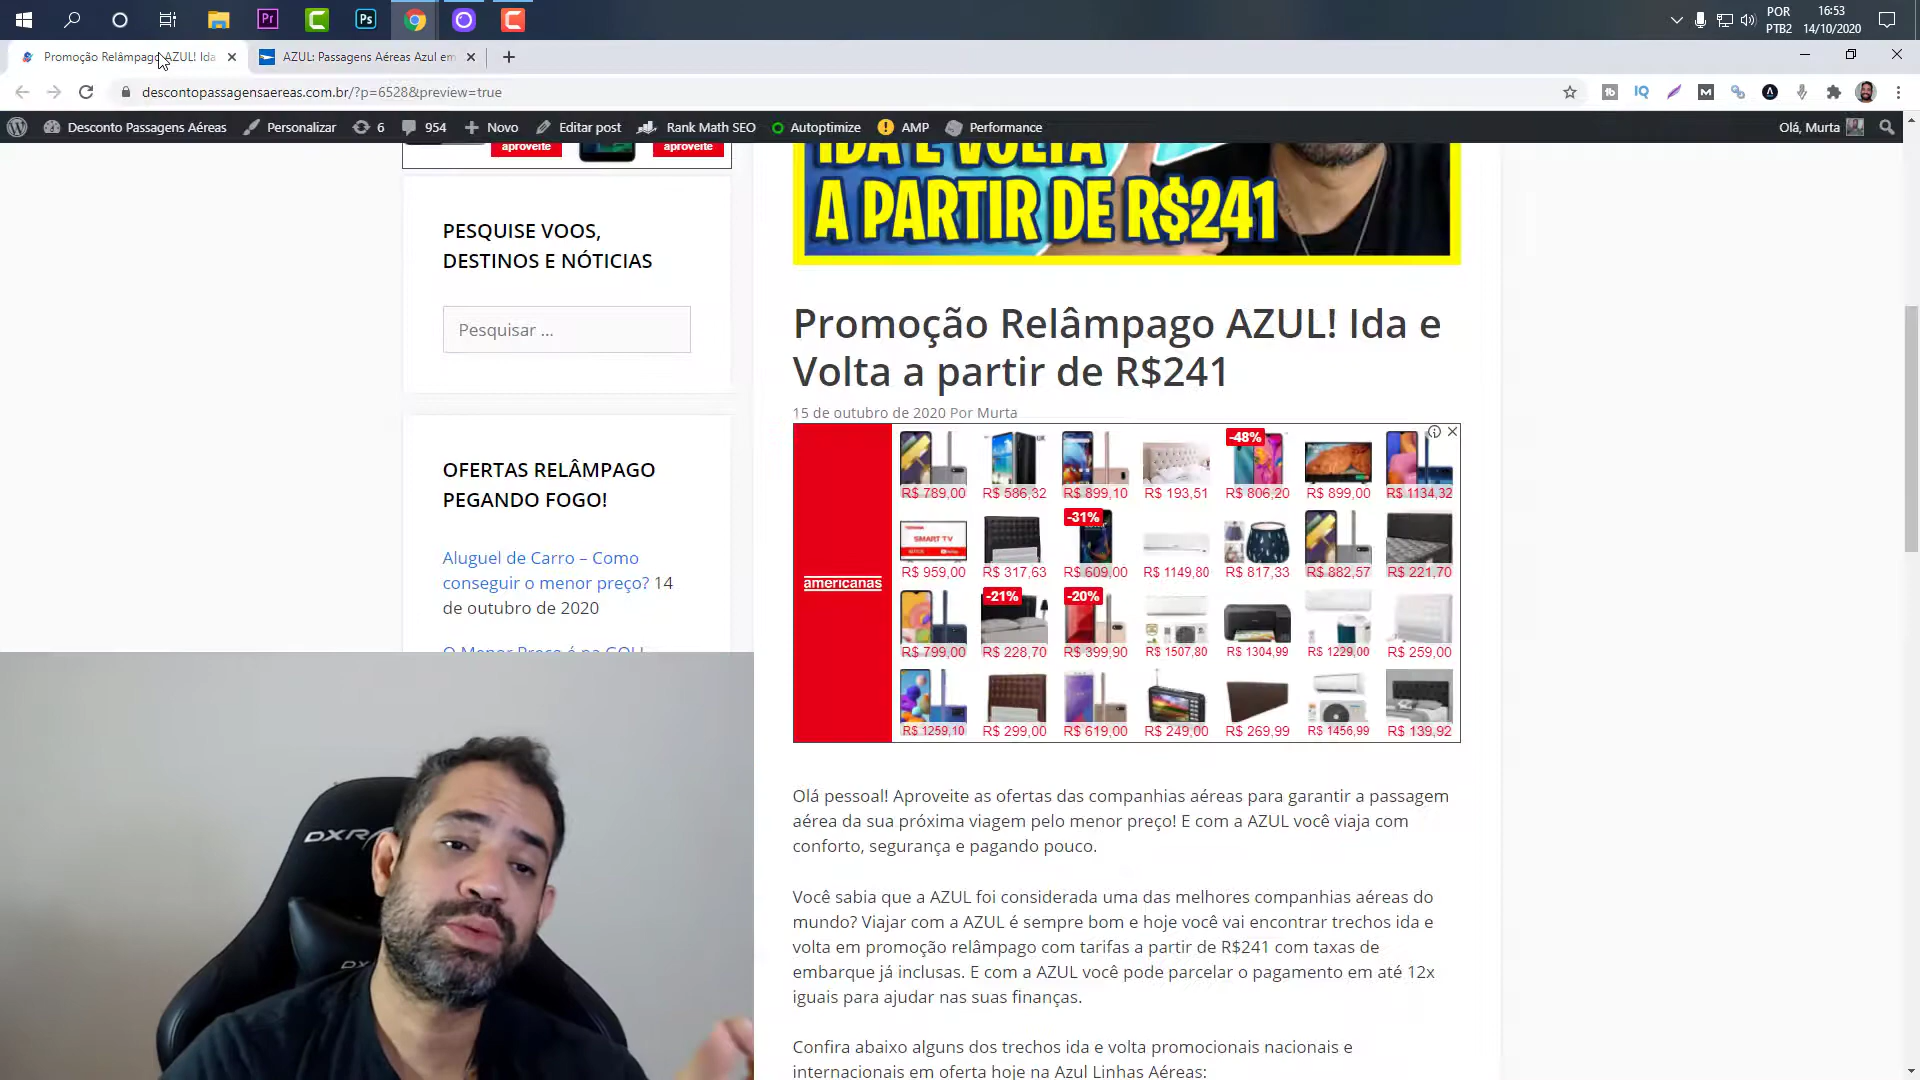 POR
PTB2
16:53
14/10/2020
Promoção Relâmpago AZUL! Ida
AZUL: Passagens Aéreas Azul em
descontopassagensaereas.com.br/?p=6528&preview=true
Desconto Passagens Aéreas
Personalizar
6
954
Novo
Editar post
Rank Math SEO
Autoptimize
AMP
Performance
Olá, Murta
aproveite
aproveite
IDA E VOLTA
A PARTIR DE R$241
PESQUISE VOOS,
DESTINOS E NÓTICIAS
Pesquisar ...
OFERTAS RELÂMPAGO
PEGANDO FOGO!
Aluguel de Carro – Como
conseguir o menor preço? 14
de outubro de 2020
O Menor Preço é na GOL!
Promoção Relâmpago AZUL! Ida e
Volta a partir de R$241
15 de outubro de 2020 Por Murta
americanas
-48%
R$ 789,00 R$ 586,32 R$ 899,10 R$ 193,51 R$ 806,20 R$ 899,00 R$ 1134,32
SMART TV
-31%
R$ 959,00 R$ 317,63 R$ 609,00 R$ 1149,80 R$ 817,33 R$ 882,57 R$ 221,70
-21% -20%
R$ 799,00 R$ 228,70 R$ 399,90 R$ 1507,80 R$ 1304,99 R$ 1229,00 R$ 259,00
R$ 1259,10 R$ 299,00 R$ 619,00 R$ 249,00 R$ 269,99 R$ 1456,99 R$ 139,92
Olá pessoal! Aproveite as ofertas das companhias aéreas para garantir a passagem
aérea da sua próxima viagem pelo menor preço! E com a AZUL você viaja com
conforto, segurança e pagando pouco.
Você sabia que a AZUL foi considerada uma das melhores companhias aéreas do
mundo? Viajar com a AZUL é sempre bom e hoje você vai encontrar trechos ida e
volta em promoção relâmpago com tarifas a partir de R$241 com taxas de
embarque já inclusas. E com a AZUL você pode parcelar o pagamento em até 12x
iguais para ajudar nas suas finanças.
Confira abaixo alguns dos trechos ida e volta promocionais nacionais e
internacionais em oferta hoje na Azul Linhas Aéreas: